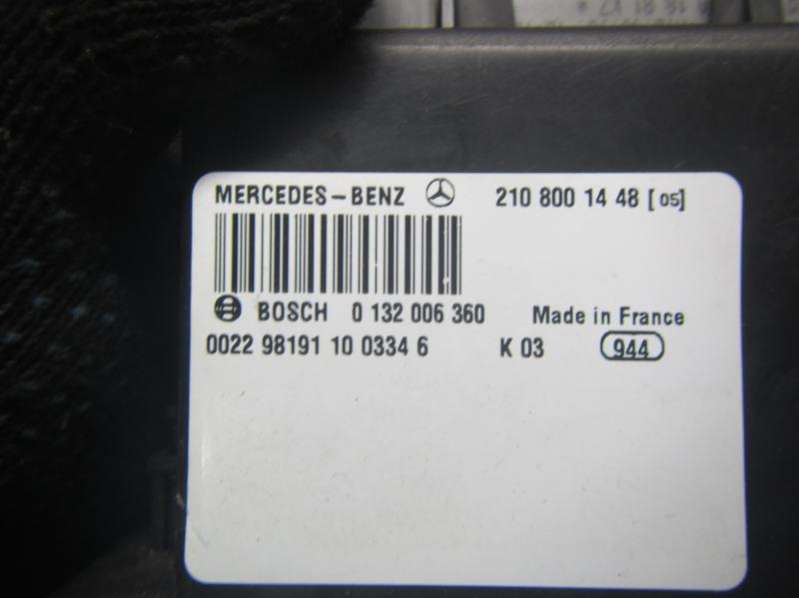 MERCEDES-BENZ 210 800 14 48 [05]
BOSCH 0 132 006 360 Made in France
0022 98191 10 0334 6 K 03 944